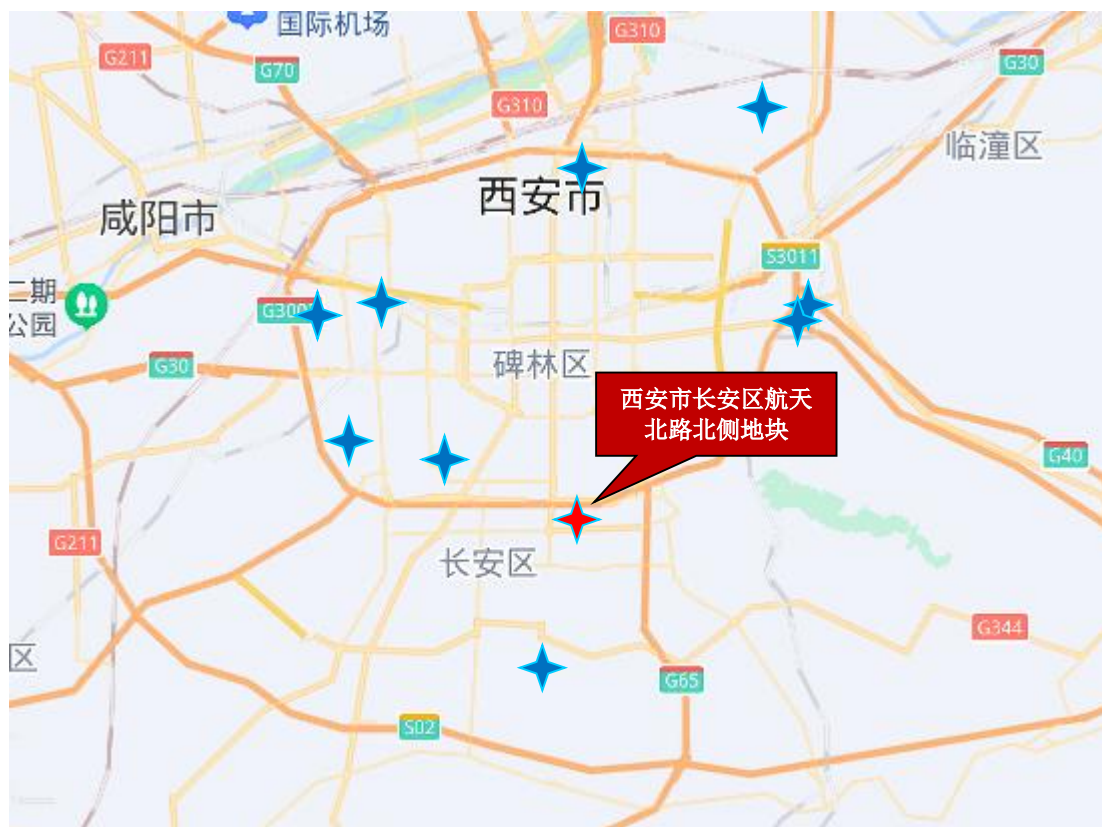 国际机场
G310
G211
G70
G30
G310
临潼区
西安市
咸阳市
S3011
二期
公园
G300
碑林区
G30
西安市长安区航天
北路北侧地块
G40
G211
长安区
G344
区
G65
S02